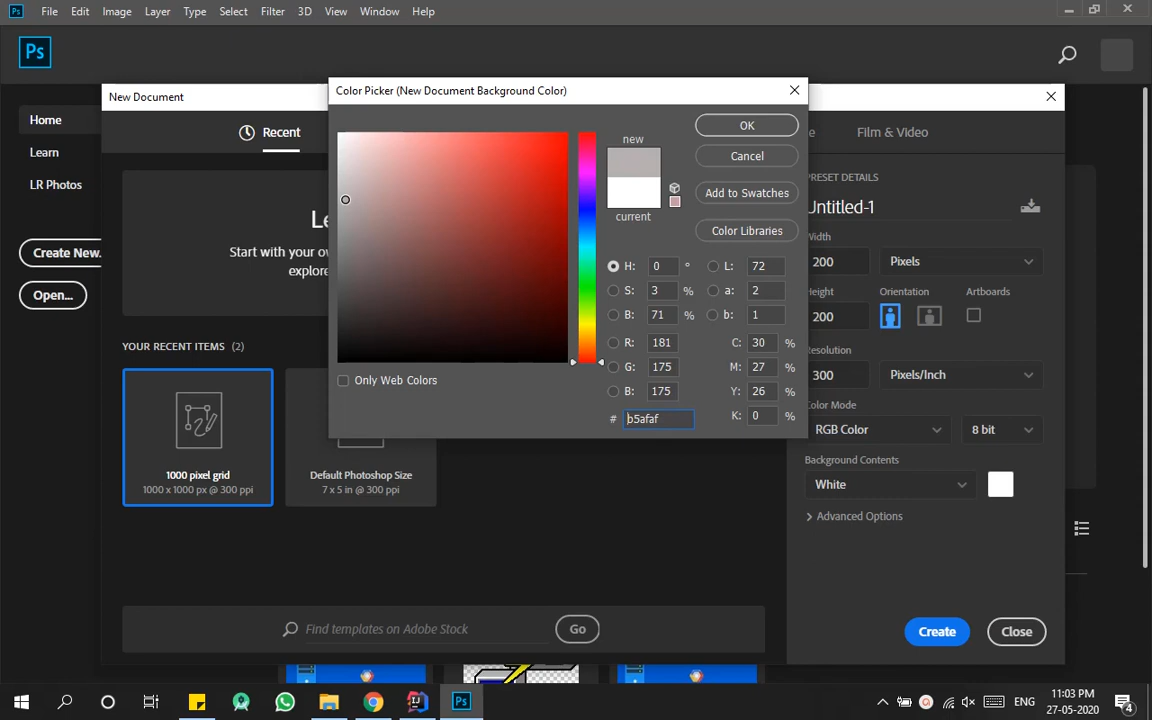 Ps File Edit Image Layer Type Select Filter 3D View Window Help
Ps
New Document
Home
Learn
LR Photos
Create New.
Open...
Recent
e Film & Video
Le
Start with your ow
explore
YOUR RECENT ITEMS (2)
1000 pixel grid
1000 x 1000 px @ 300 ppi
Default Photoshop Size
7 x 5 in @ 300 ppi
Find templates on Adobe Stock
Go
Color Picker (New Document Background Color)
new
current
OK
Cancel
Add to Swatches
Color Libraries
H: 0 ° L: 72
S: 3 % a: 2
B: 71 % b: 1
R: 181 C: 30 %
G: 175 M: 27 %
B: 175 Y: 26 %
# b5afaf K: 0 %
Only Web Colors
PRESET DETAILS
Untitled-1
Width
200 Pixels
Height Orientation Artboards
200
Resolution
300 Pixels/Inch
Color Mode
RGB Color 8 bit
Background Contents
White
Advanced Options
Create Close
Ps
ENG
11:03 PM
27-05-2020
4